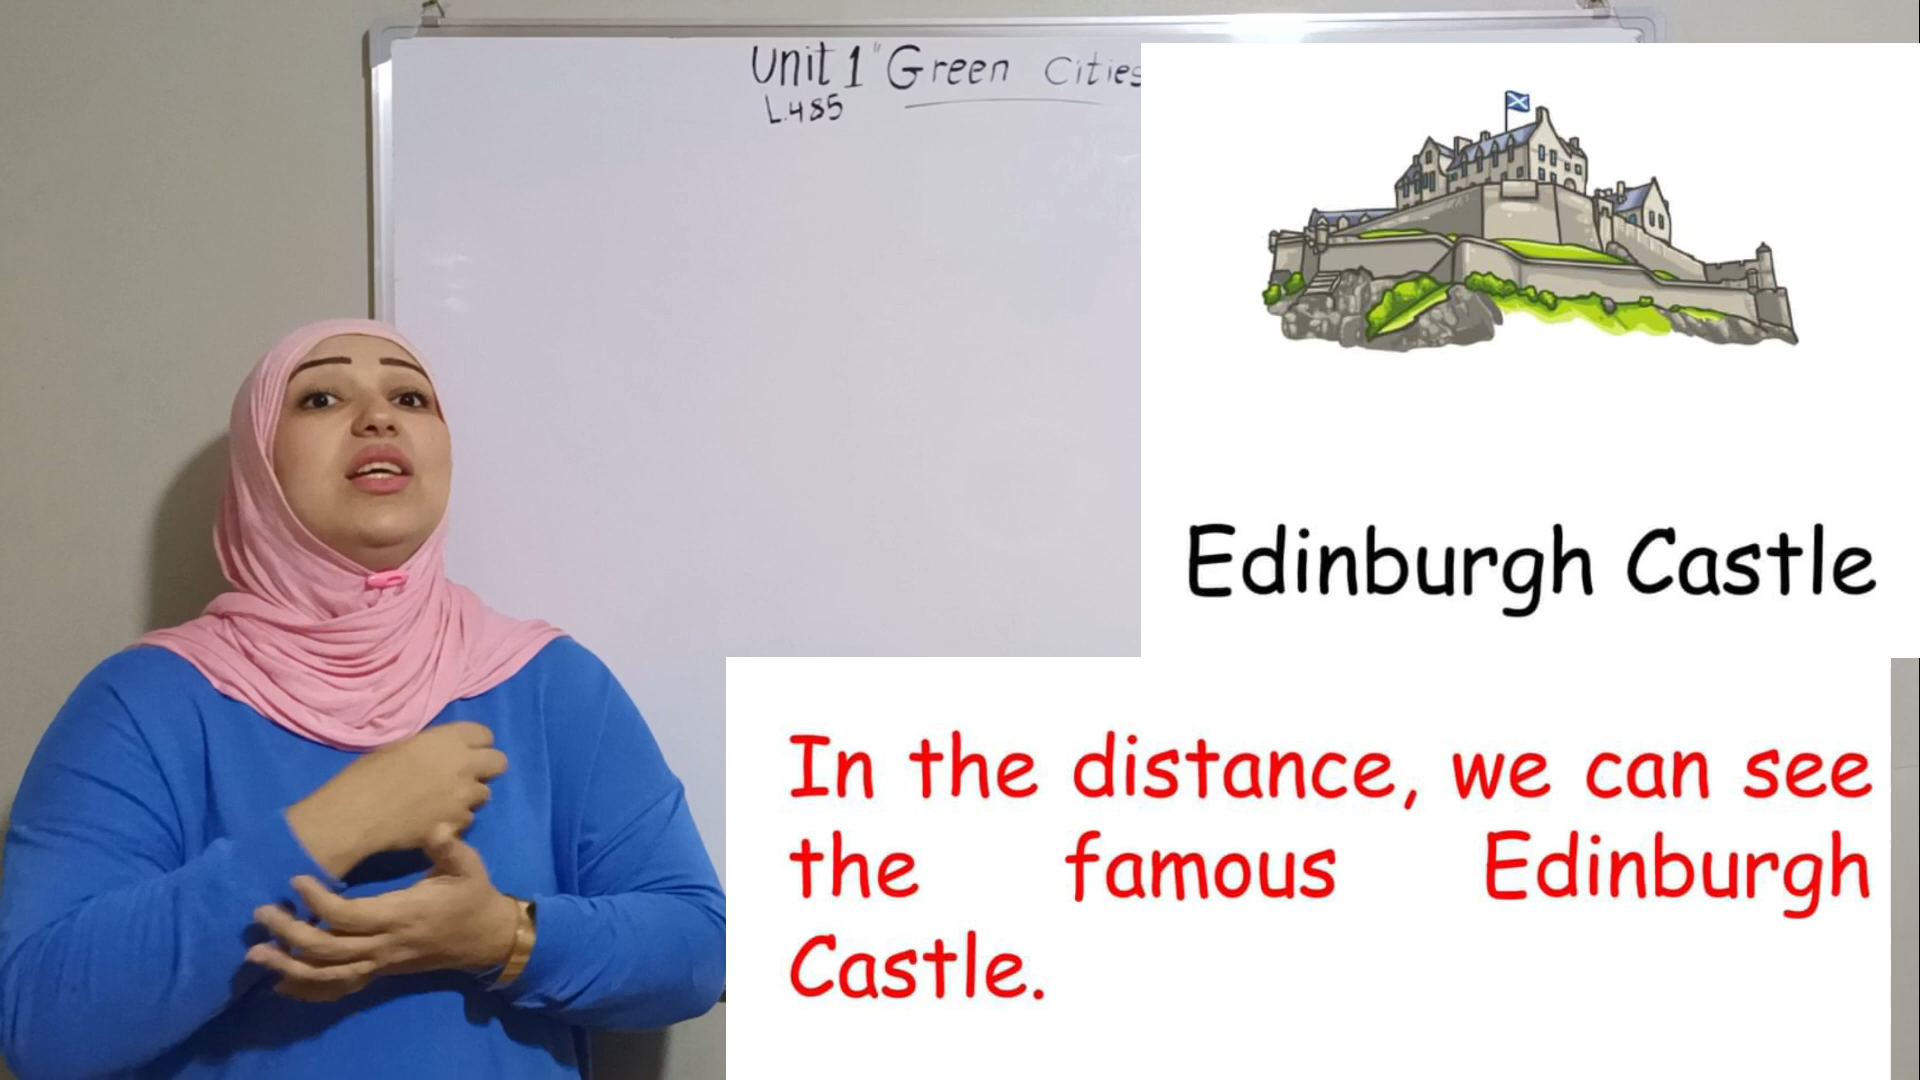 Unit 1 "Green Cities
L.4&5
Edinburgh Castle
In the distance, we can see
the famous Edinburgh
Castle.